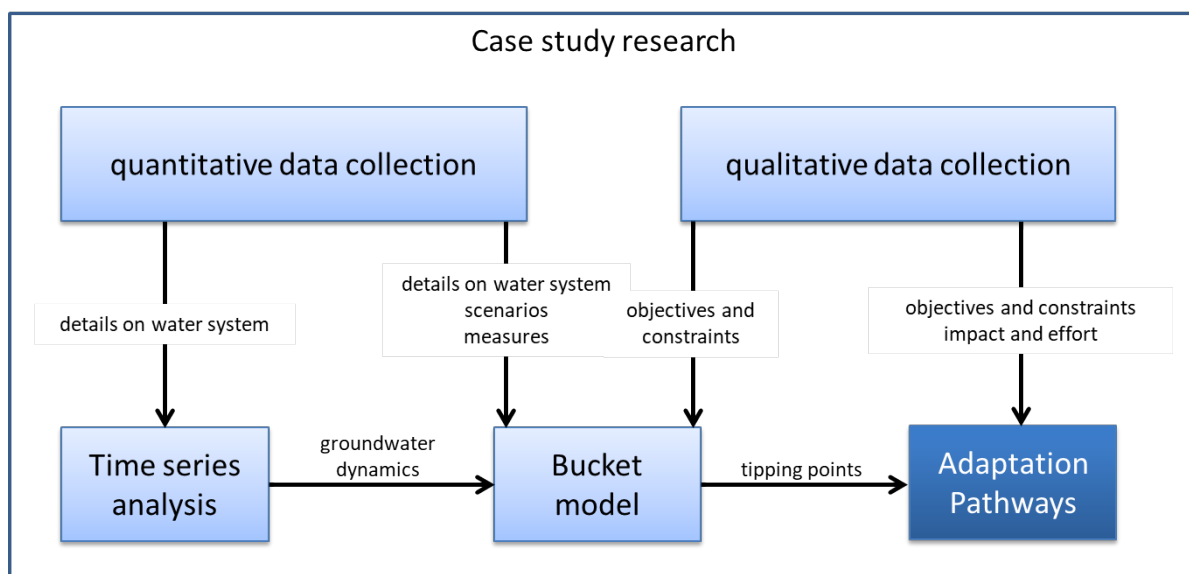 Case study research
quantitative data collection
qualitative data collection
details on water system
details on water system
scenarios
measures
objectives and
constraints
objectives and constraints
impact and effort
Time series
analysis
groundwater
dynamics
Bucket
model
tipping points
Adaptation
Pathways